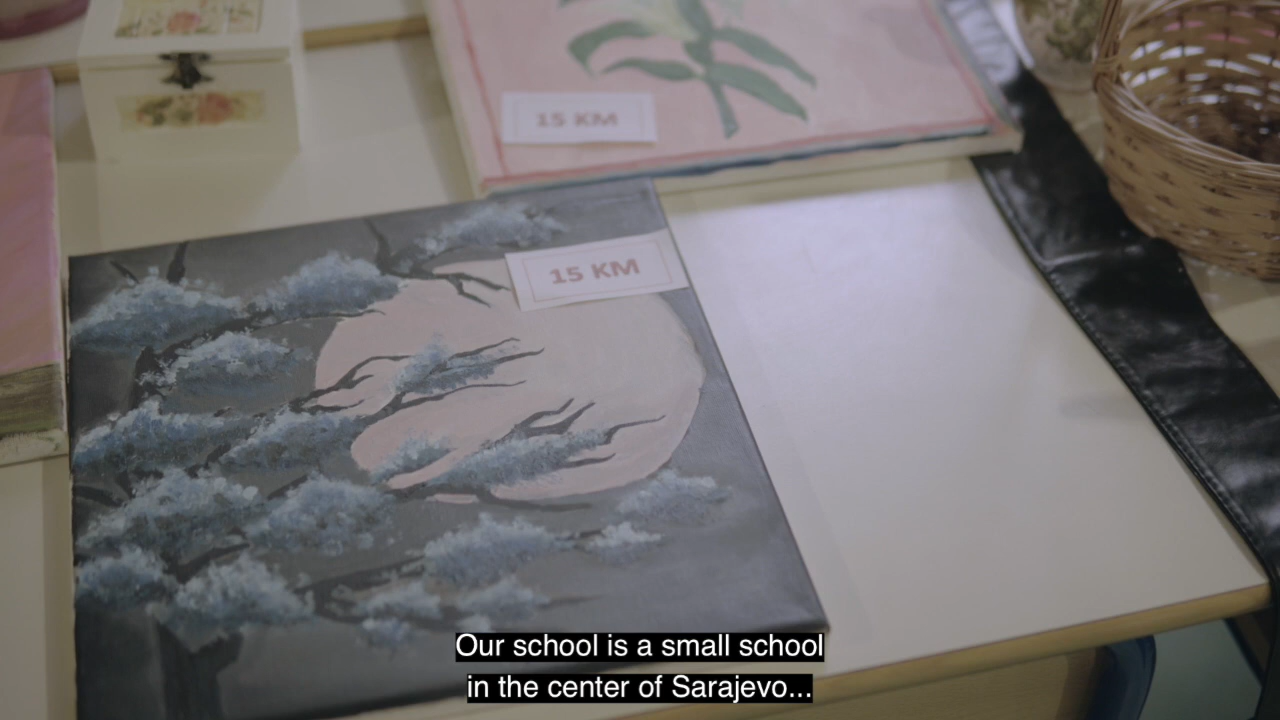 15 KM
15 KM
Our school is a small school
in the center of Sarajevo...